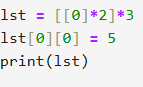 lst = [[0]*2]*3
lst[0][0] = 5
print(lst)